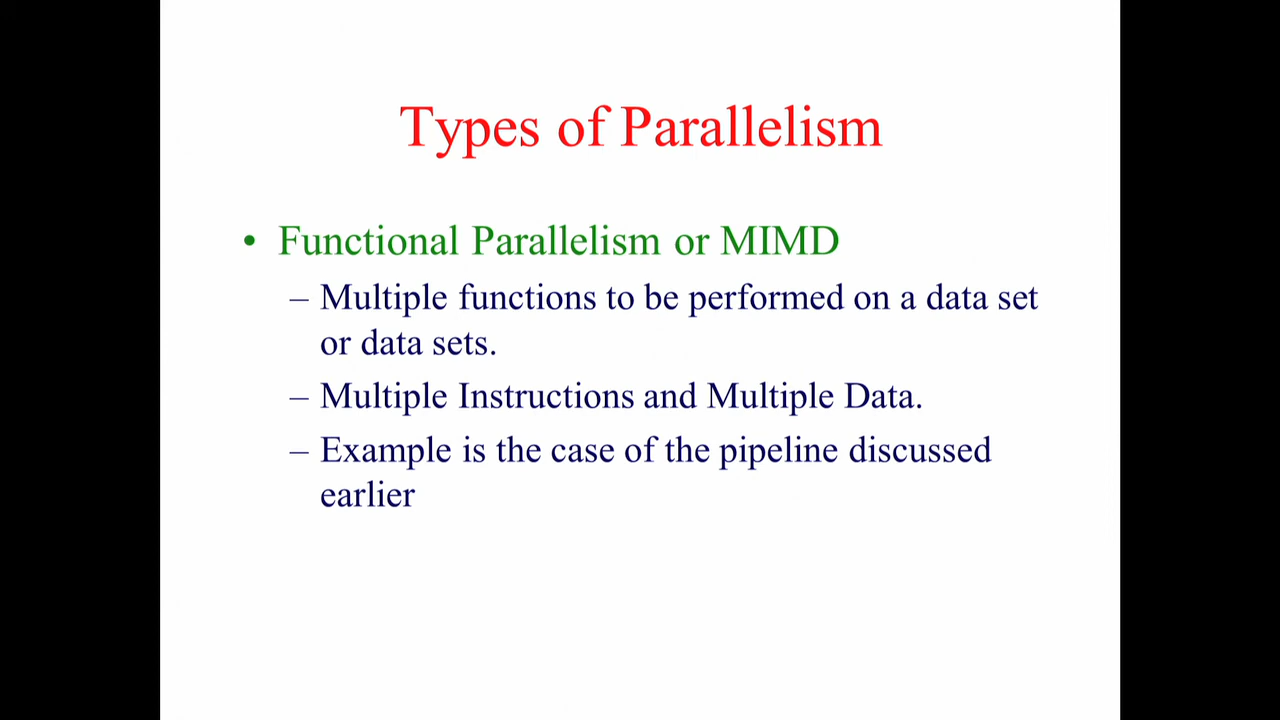 Types of Parallelism
• Functional Parallelism or MIMD
– Multiple functions to be performed on a data set
or data sets.
– Multiple Instructions and Multiple Data.
– Example is the case of the pipeline discussed
earlier